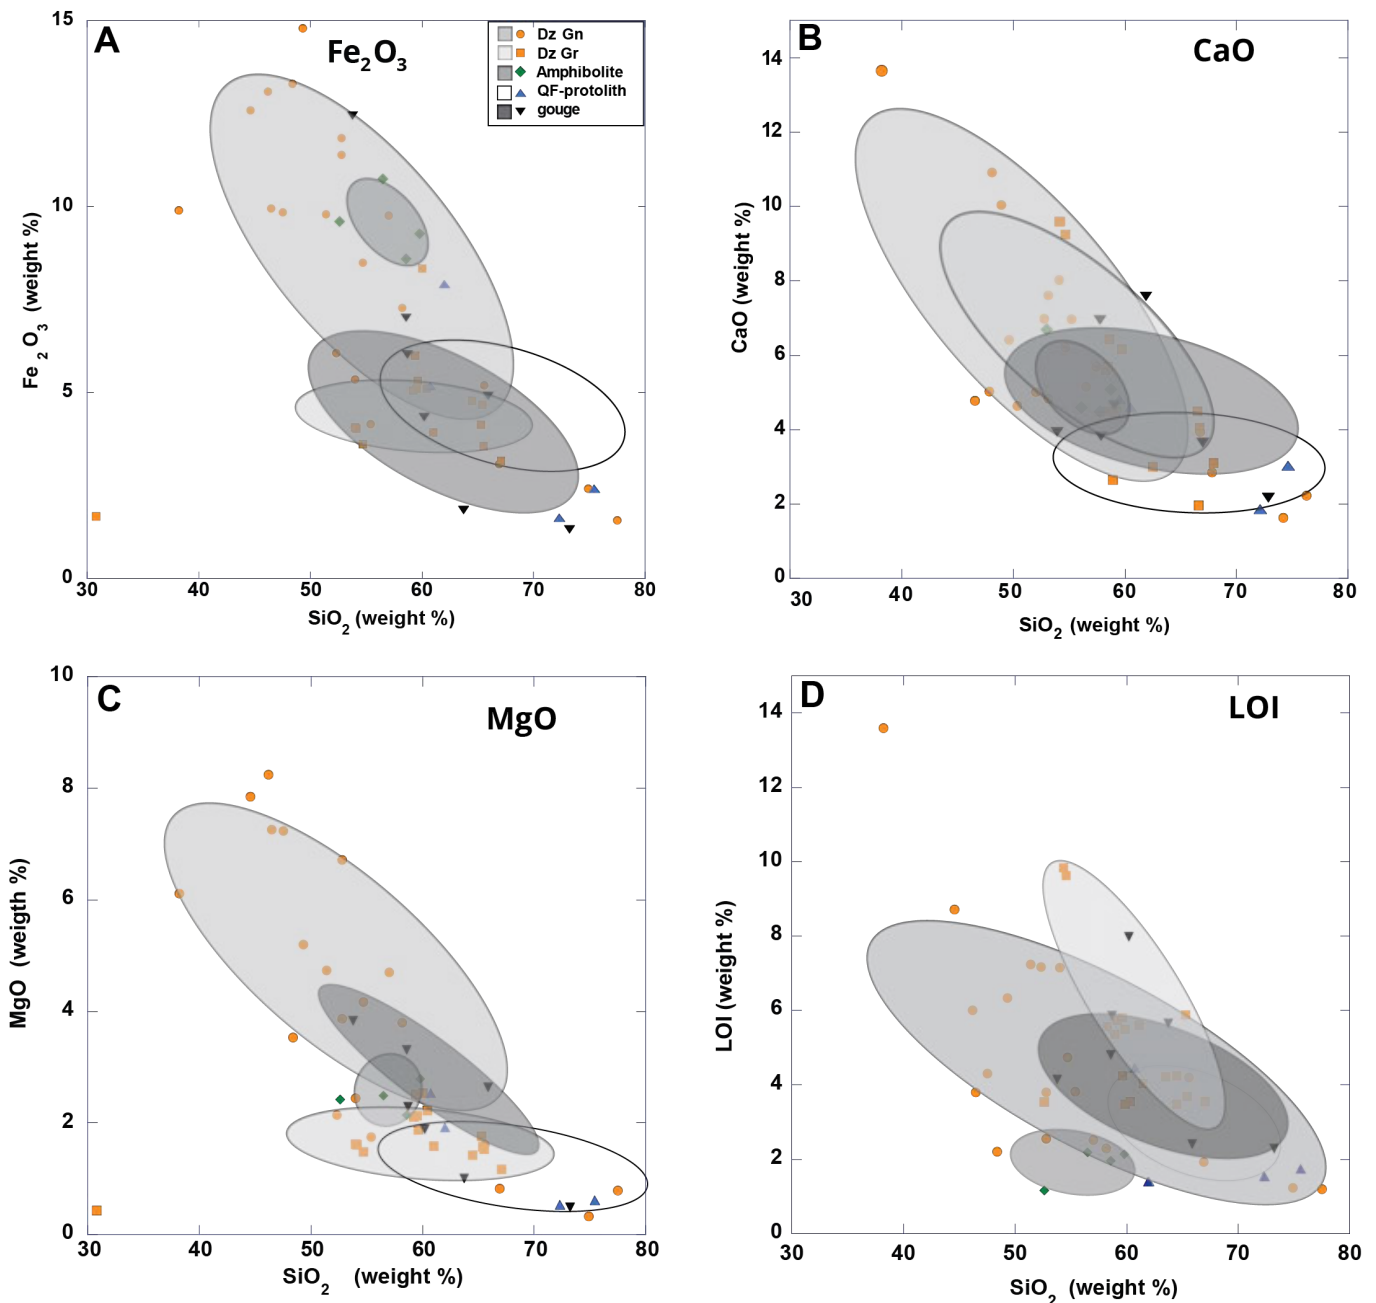 A
Fe2O3
Dz Gn
Dz Gr
Amphibolite
QF-protolith
gouge
15
10
5
0
30 40 50 60 70 80
Fe2O3 (weight %)
SiO2 (weight %)
B
CaO
14
12
10
8
6
4
2
0
30 40 50 60 70 80
CaO (weight %)
SiO2 (weight %)
C
MgO
10
8
6
4
2
0
30 40 50 60 70 80
MgO (weigth %)
SiO2 (weight %)
D
LOI
14
12
10
8
6
4
2
0
30 40 50 60 70 80
LOI (weight %)
SiO2 (weight %)